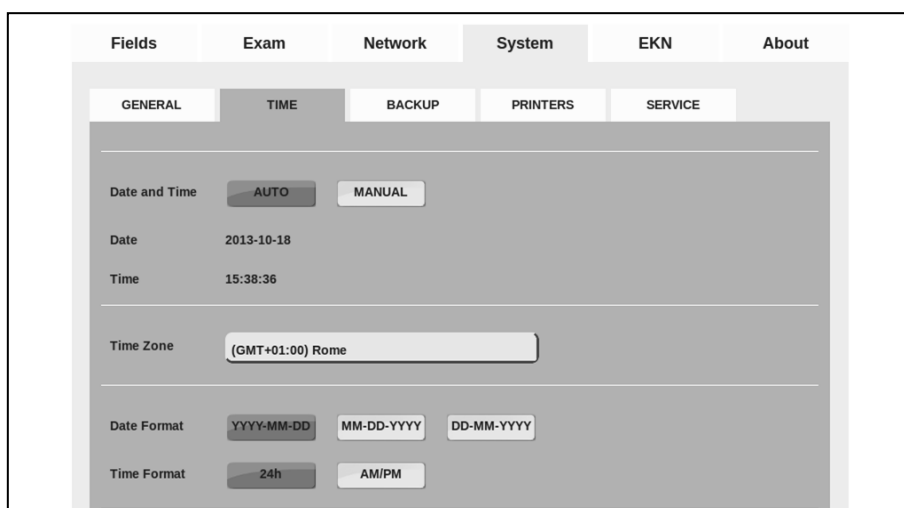 Fields Exam Network System EKN About
GENERAL TIME BACKUP PRINTERS SERVICE
Date and Time AUTO MANUAL
Date 2013-10-18
Time 15:38:36
Time Zone (GMT+01:00) Rome
Date Format YYYY-MM-DD MM-DD-YYYY DD-MM-YYYY
Time Format 24h AM/PM